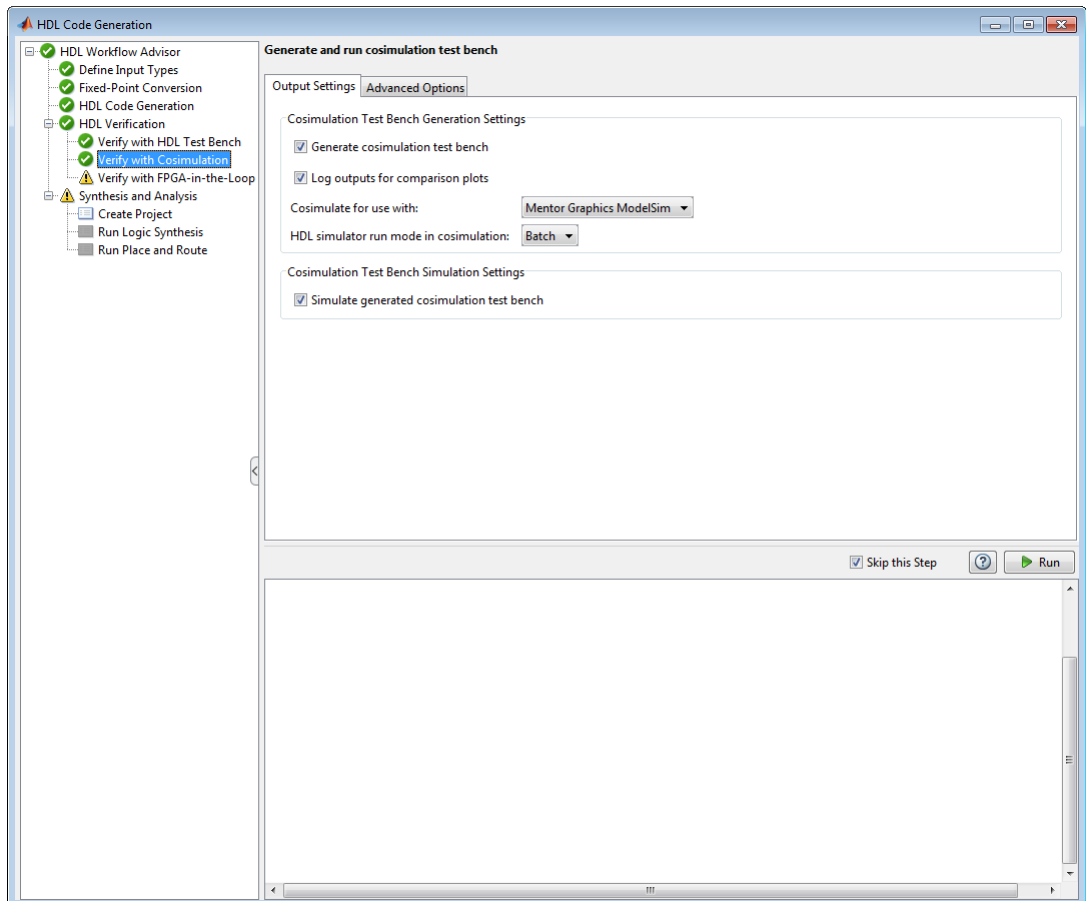 HDL Code Generation
HDL Workflow Advisor
Define Input Types
Fixed-Point Conversion
HDL Code Generation
HDL Verification
Verify with HDL Test Bench
Verify with Cosimulation
Verify with FPGA-in-the-Loop
Synthesis and Analysis
Create Project
Run Logic Synthesis
Run Place and Route
Generate and run cosimulation test bench
Output Settings Advanced Options
Cosimulation Test Bench Generation Settings
Generate cosimulation test bench
Log outputs for comparison plots
Cosimulate for use with: Mentor Graphics ModelSim
HDL simulator run mode in cosimulation: Batch
Cosimulation Test Bench Simulation Settings
Simulate generated cosimulation test bench
Skip this Step ? Run